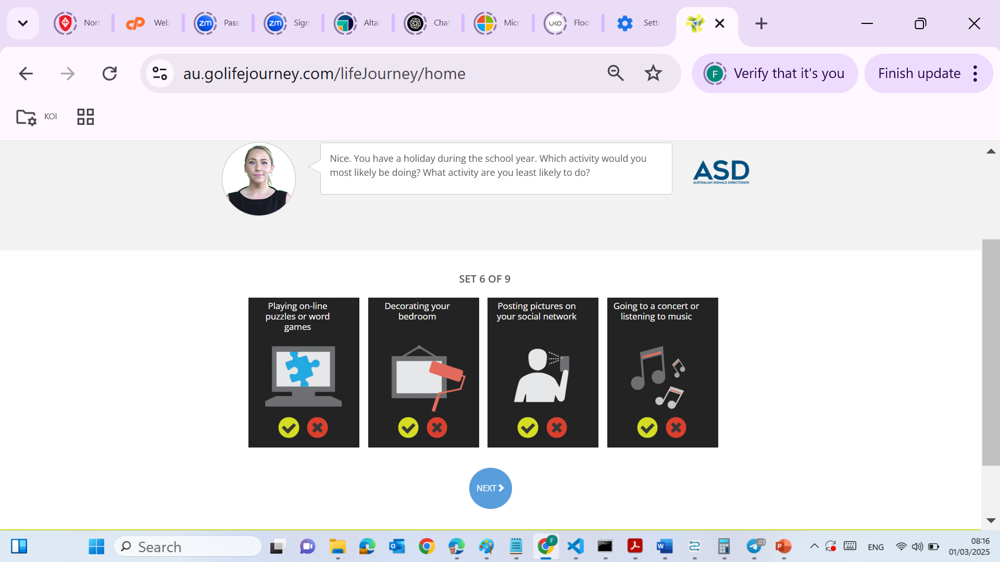 Nort
Web
Pass
Sign
Altai
Chat
Micr
Floo
Setti
au.golifejourney.com/lifeJourney/home
F
Verify that it's you
Finish update
KOI
Nice. You have a holiday during the school year. Which activity would you
most likely be doing? What activity are you least likely to do?
ASD
AUSTRALIAN SIGNALS DIRECTORATE
SET 6 OF 9
Playing on-line
puzzles or word
games
Decorating your
bedroom
Posting pictures on
your social network
Going to a concert or
listening to music
NEXT
Search
ENG
08:16
01/03/2025